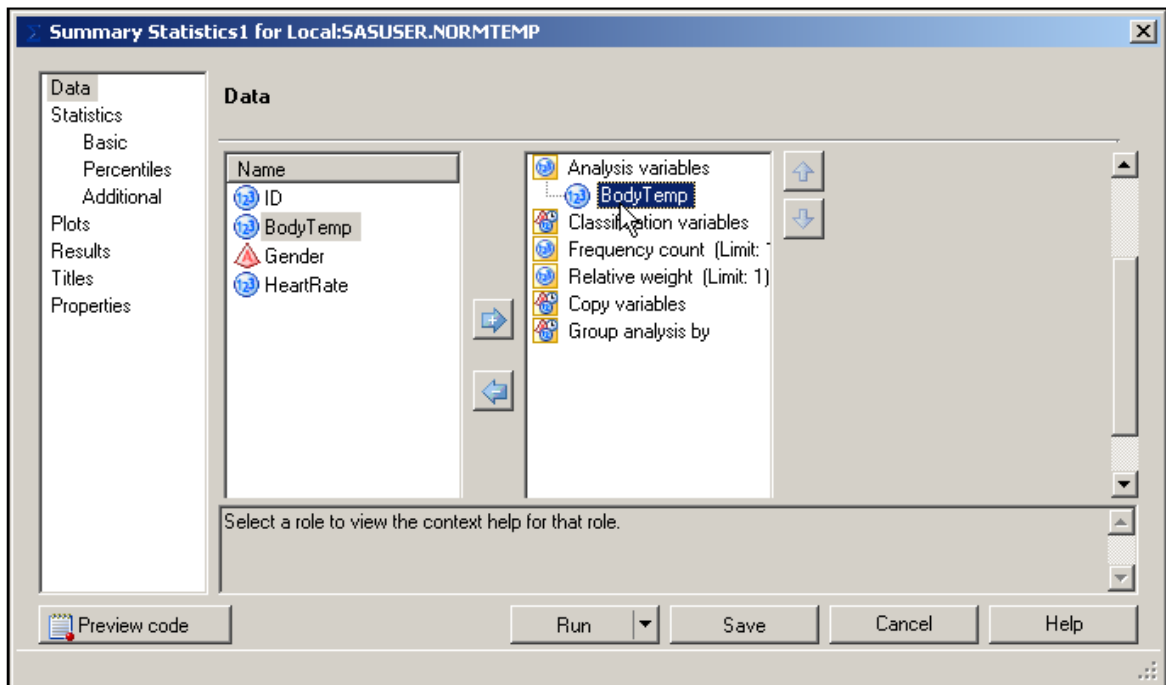 Summary Statistics1 for Local:SASUSER.NORMTEMP
Data
Statistics
Basic
Percentiles
Additional
Plots
Results
Titles
Properties
Data
Name
ID
BodyTemp
Gender
HeartRate
Analysis variables
BodyTemp
Classification variables
Frequency count (Limit:
Relative weight (Limit: 1)
Copy variables
Group analysis by
Select a role to view the context help for that role.
Preview code
Run
Save
Cancel
Help